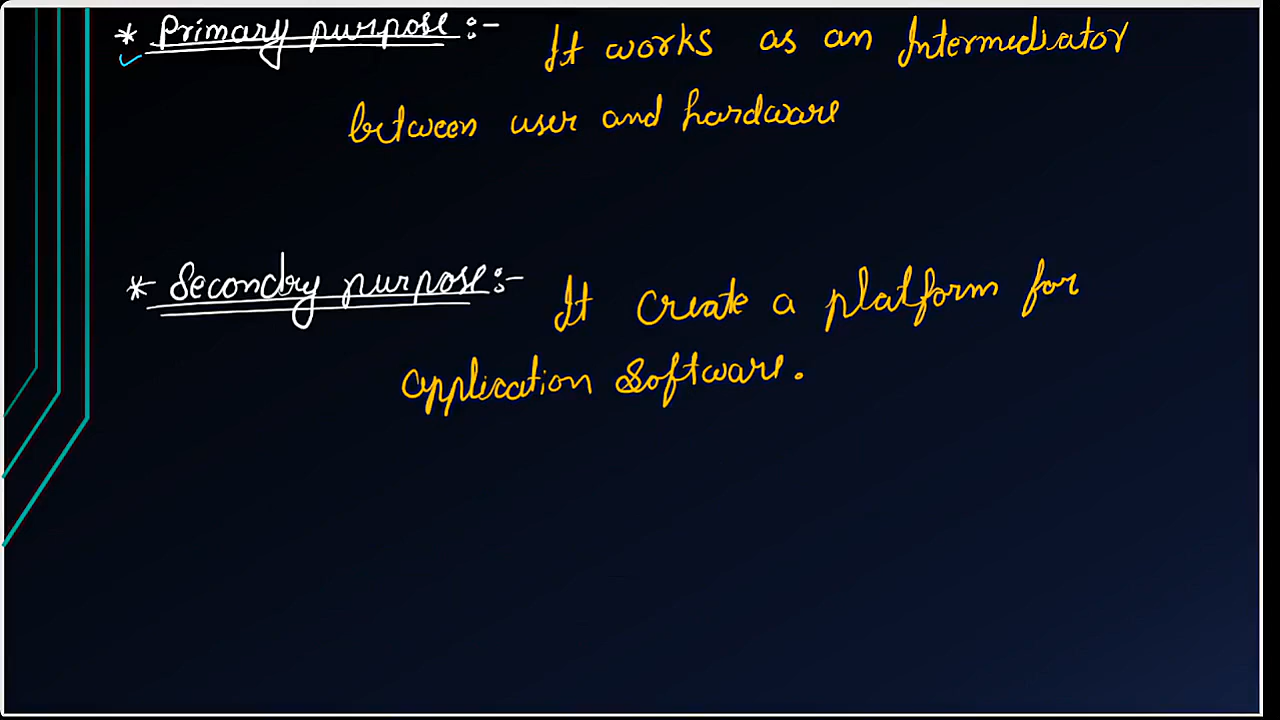 * Primary purpose :- It works as an Intermediator
between user and hardware
* Secondry purpose :- It create a platform for
application software.